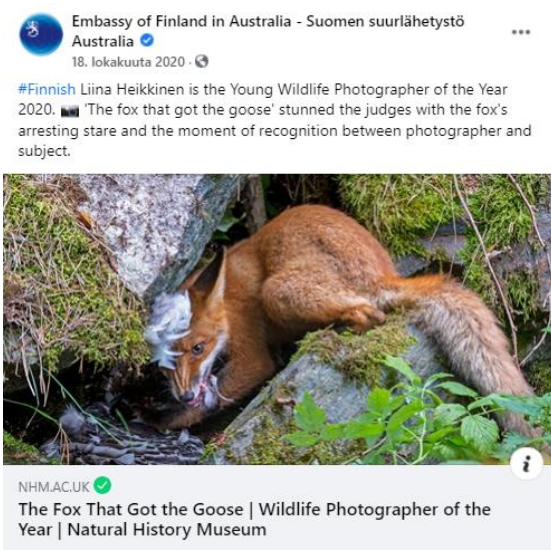 Embassy of Finland in Australia - Suomen suurlähetystö
Australia
18. lokakuuta 2020 ·
#Finnish Liina Heikkinen is the Young Wildlife Photographer of the Year
2020. 'The fox that got the goose' stunned the judges with the fox's
arresting stare and the moment of recognition between photographer and
subject.
NHM.AC.UK
The Fox That Got the Goose | Wildlife Photographer of the
Year | Natural History Museum